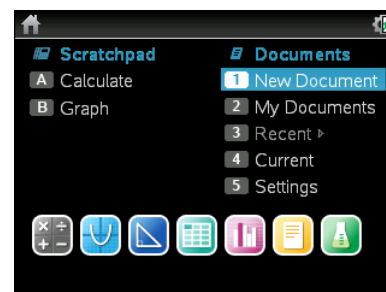 Scratchpad
A Calculate
B Graph
Documents
1 New Document
2 My Documents
3 Recent ▸
4 Current
5 Settings